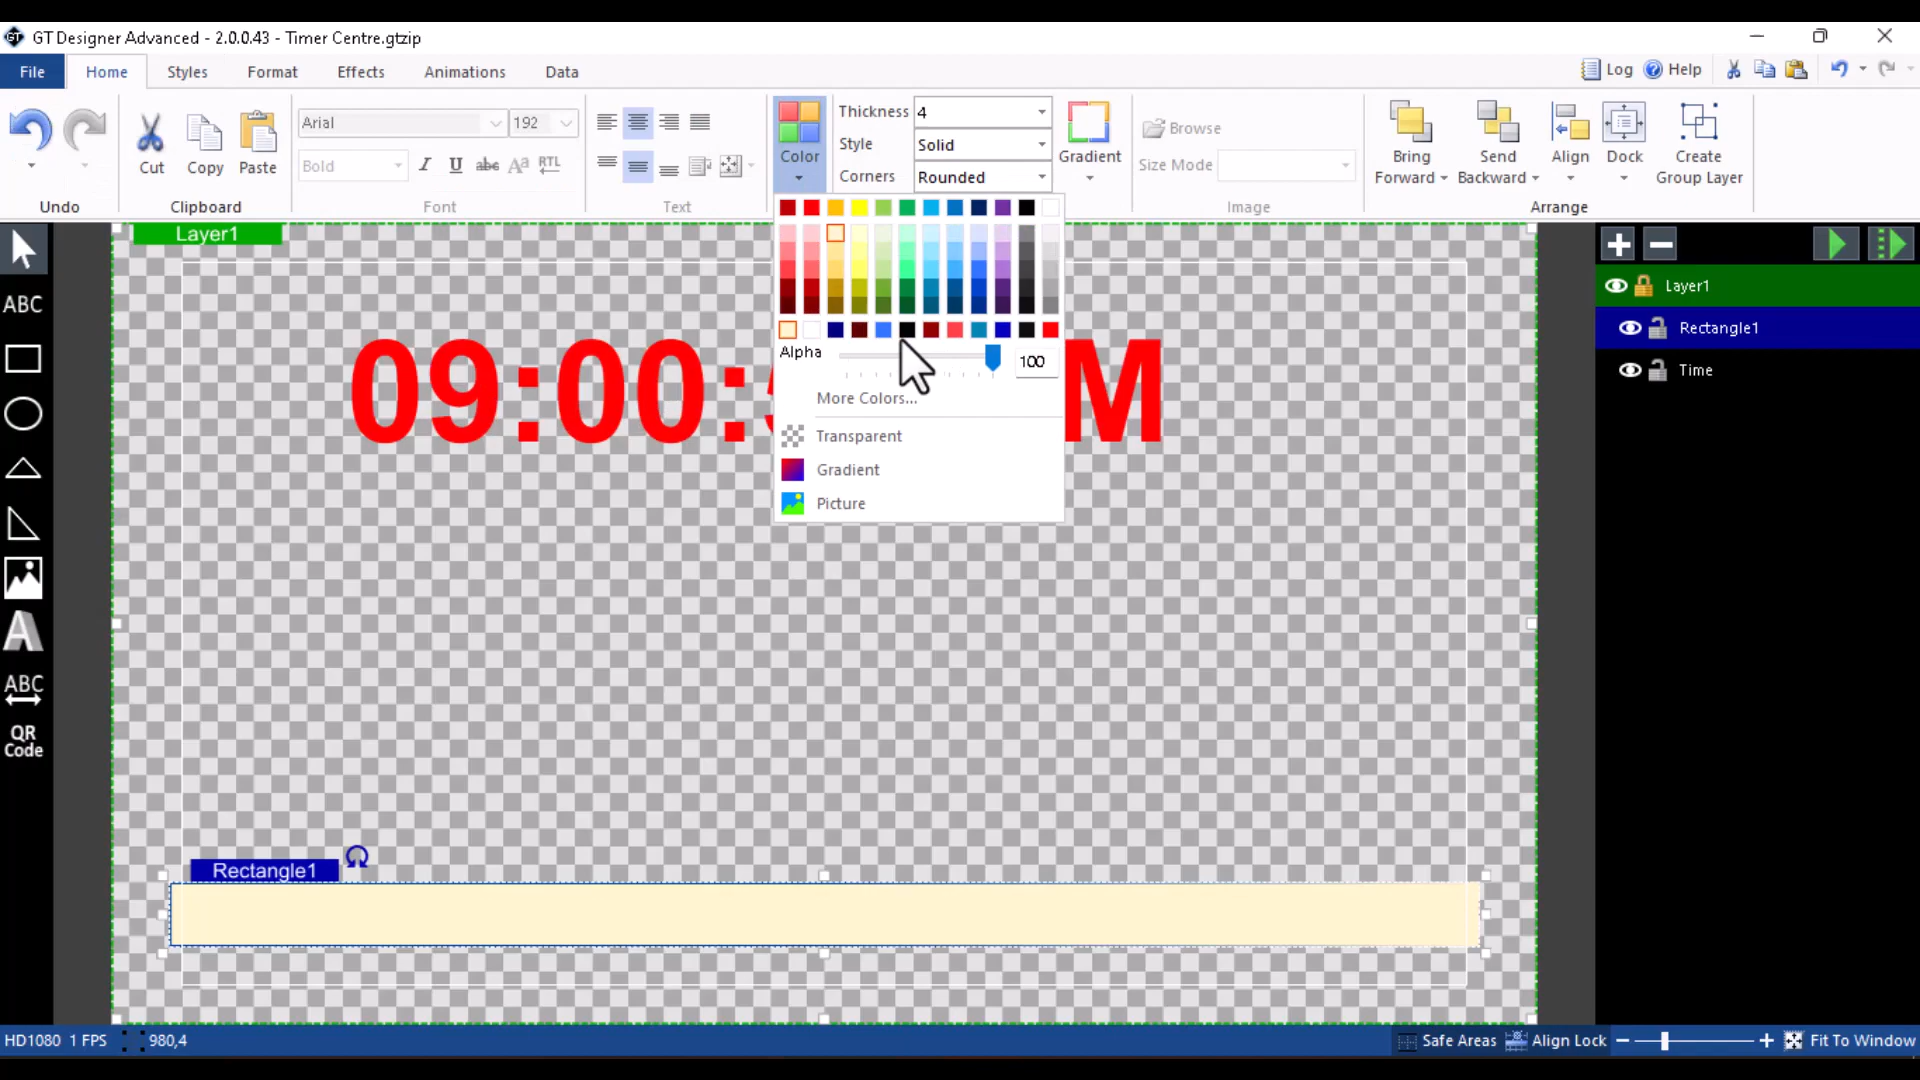 GT Designer Advanced - 2.0.0.43 - Timer Centre.gtzip
File Home Styles Format Effects Animations Data Log Help
Cut Copy Paste
Arial 192
Bold
RTL
Color
Thickness 4
Style Solid
Corners Rounded
Gradient
Browse
Size Mode
Bring Forward
Send Backward
Align
Dock
Create Group Layer
Undo Clipboard Font Text Image Arrange
Layer1
ABC
ABC
QR Code
09:00: M
Alpha 100
More Colors...
Transparent
Gradient
Picture
Rectangle1
Layer1
Rectangle1
Time
HD1080 1 FPS 980,4 Safe Areas Align Lock Fit To Window